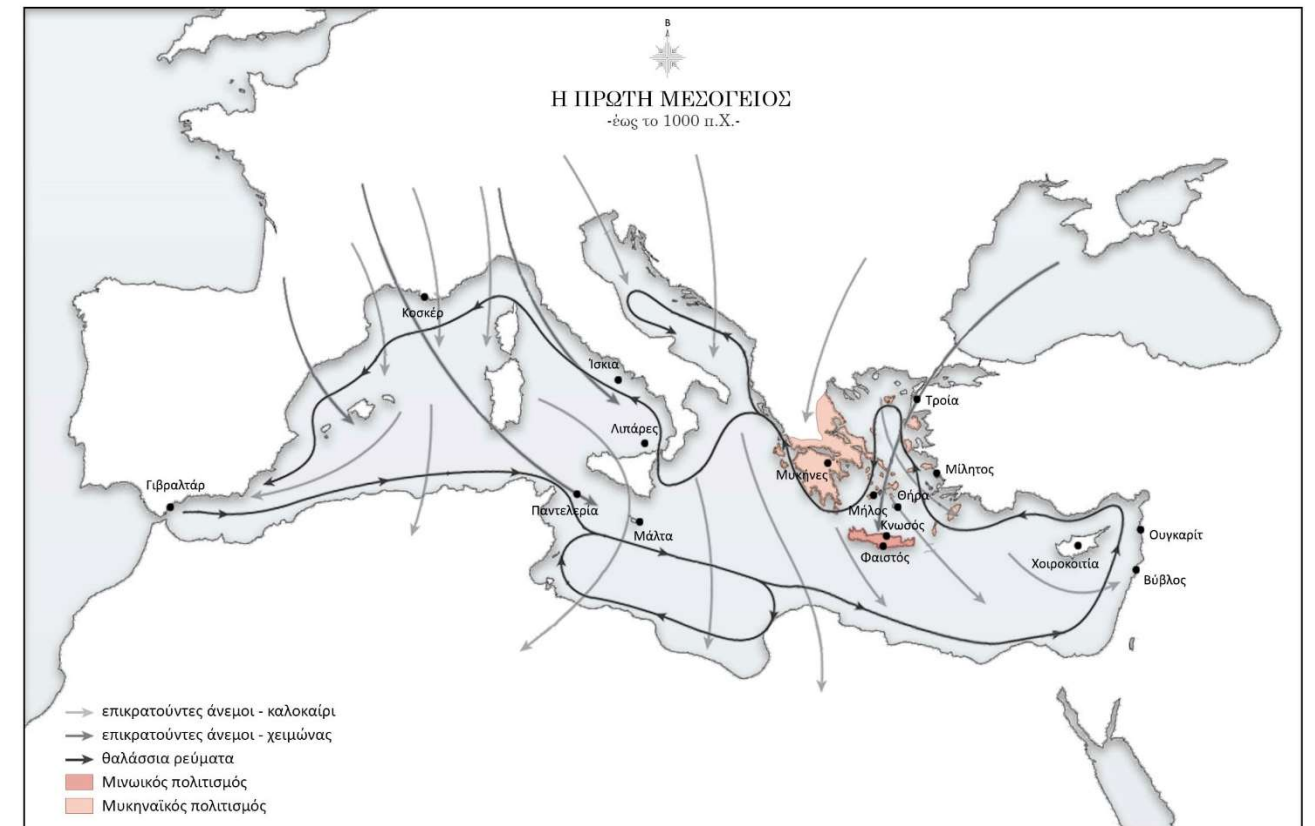 Β
Η ΠΡΩΤΗ ΜΕΣΟΓΕΙΟΣ
-έως το 1000 π.Χ.-
Κοσκέρ
Ίσκια
Λιπάρες
Τροία
Μυκήνες
Μίλητος
Γιβραλτάρ
Παντελερία
Μάλτα
Μήλος
Θήρα
Κνωσός
Φαιστός
Χοιροκοιτία
Ουγκαρίτ
Βύβλος
επικρατούντες άνεμοι - καλοκαίρι
επικρατούντες άνεμοι - χειμώνας
θαλάσσια ρεύματα
Μινωικός πολιτισμός
Μυκηναϊκός πολιτισμός